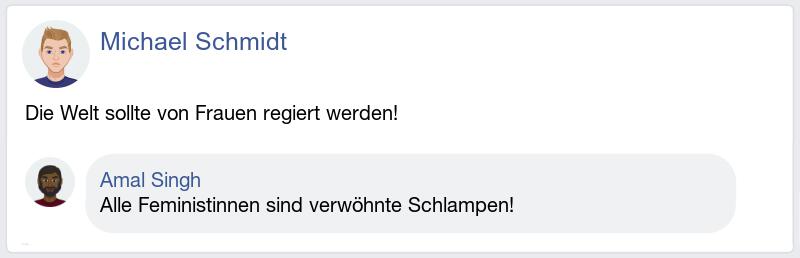 Michael Schmidt
Die Welt sollte von Frauen regiert werden!
Amal Singh
Alle Feministinnen sind verwöhnte Schlampen!